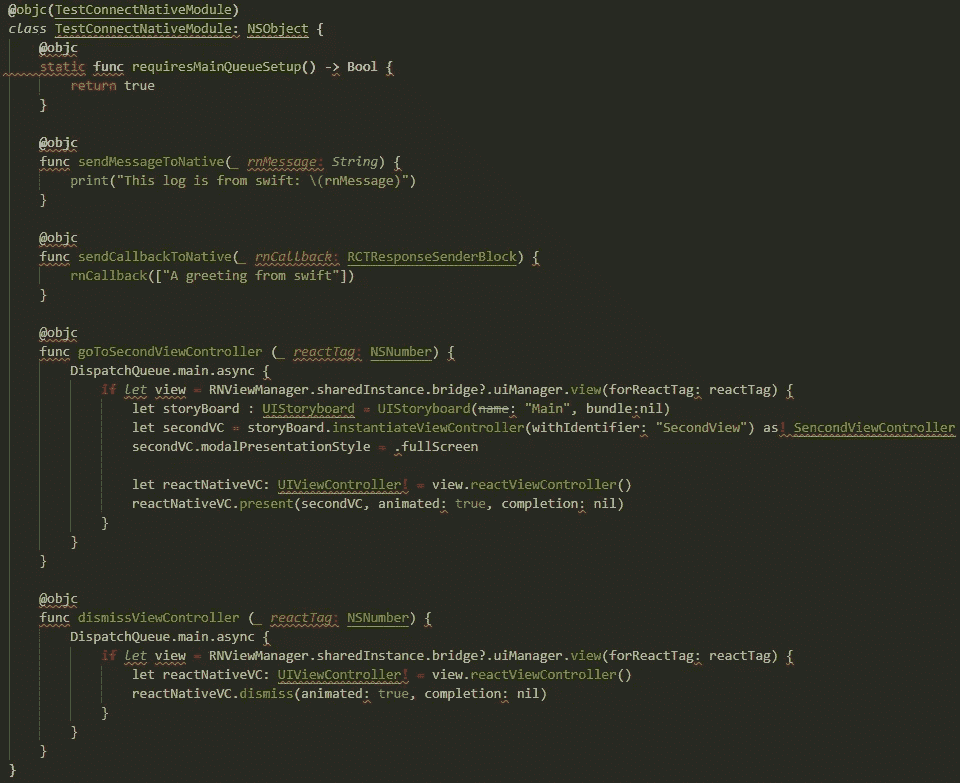 @objc(TestConnectNativeModule)
class TestConnectNativeModule: NSObject {
    @objc
    static func requiresMainQueueSetup() -> Bool {
        return true
    }

    @objc
    func sendMessageToNative(_ rnMessage: String) {
        print("This log is from swift: \(rnMessage)")
    }

    @objc
    func sendCallbackToNative(_ rnCallback: RCTResponseSenderBlock) {
        rnCallback(["A greeting from swift"])
    }

    @objc
    func goToSecondViewController (_ reactTag: NSNumber) {
        DispatchQueue.main.async {
            if let view = RNViewManager.sharedInstance.bridge?.uiManager.view(forReactTag: reactTag) {
                let storyBoard : UIStoryboard = UIStoryboard(name: "Main", bundle:nil)
                let secondVC = storyBoard.instantiateViewController(withIdentifier: "SecondView") as! SencondViewController
                secondVC.modalPresentationStyle = .fullScreen

                let reactNativeVC: UIViewController! = view.reactViewController()
                reactNativeVC.present(secondVC, animated: true, completion: nil)
            }
        }
    }

    @objc
    func dismissViewController (_ reactTag: NSNumber) {
        DispatchQueue.main.async {
            if let view = RNViewManager.sharedInstance.bridge?.uiManager.view(forReactTag: reactTag) {
                let reactNativeVC: UIViewController! = view.reactViewController()
                reactNativeVC.dismiss(animated: true, completion: nil)
            }
        }
    }
}